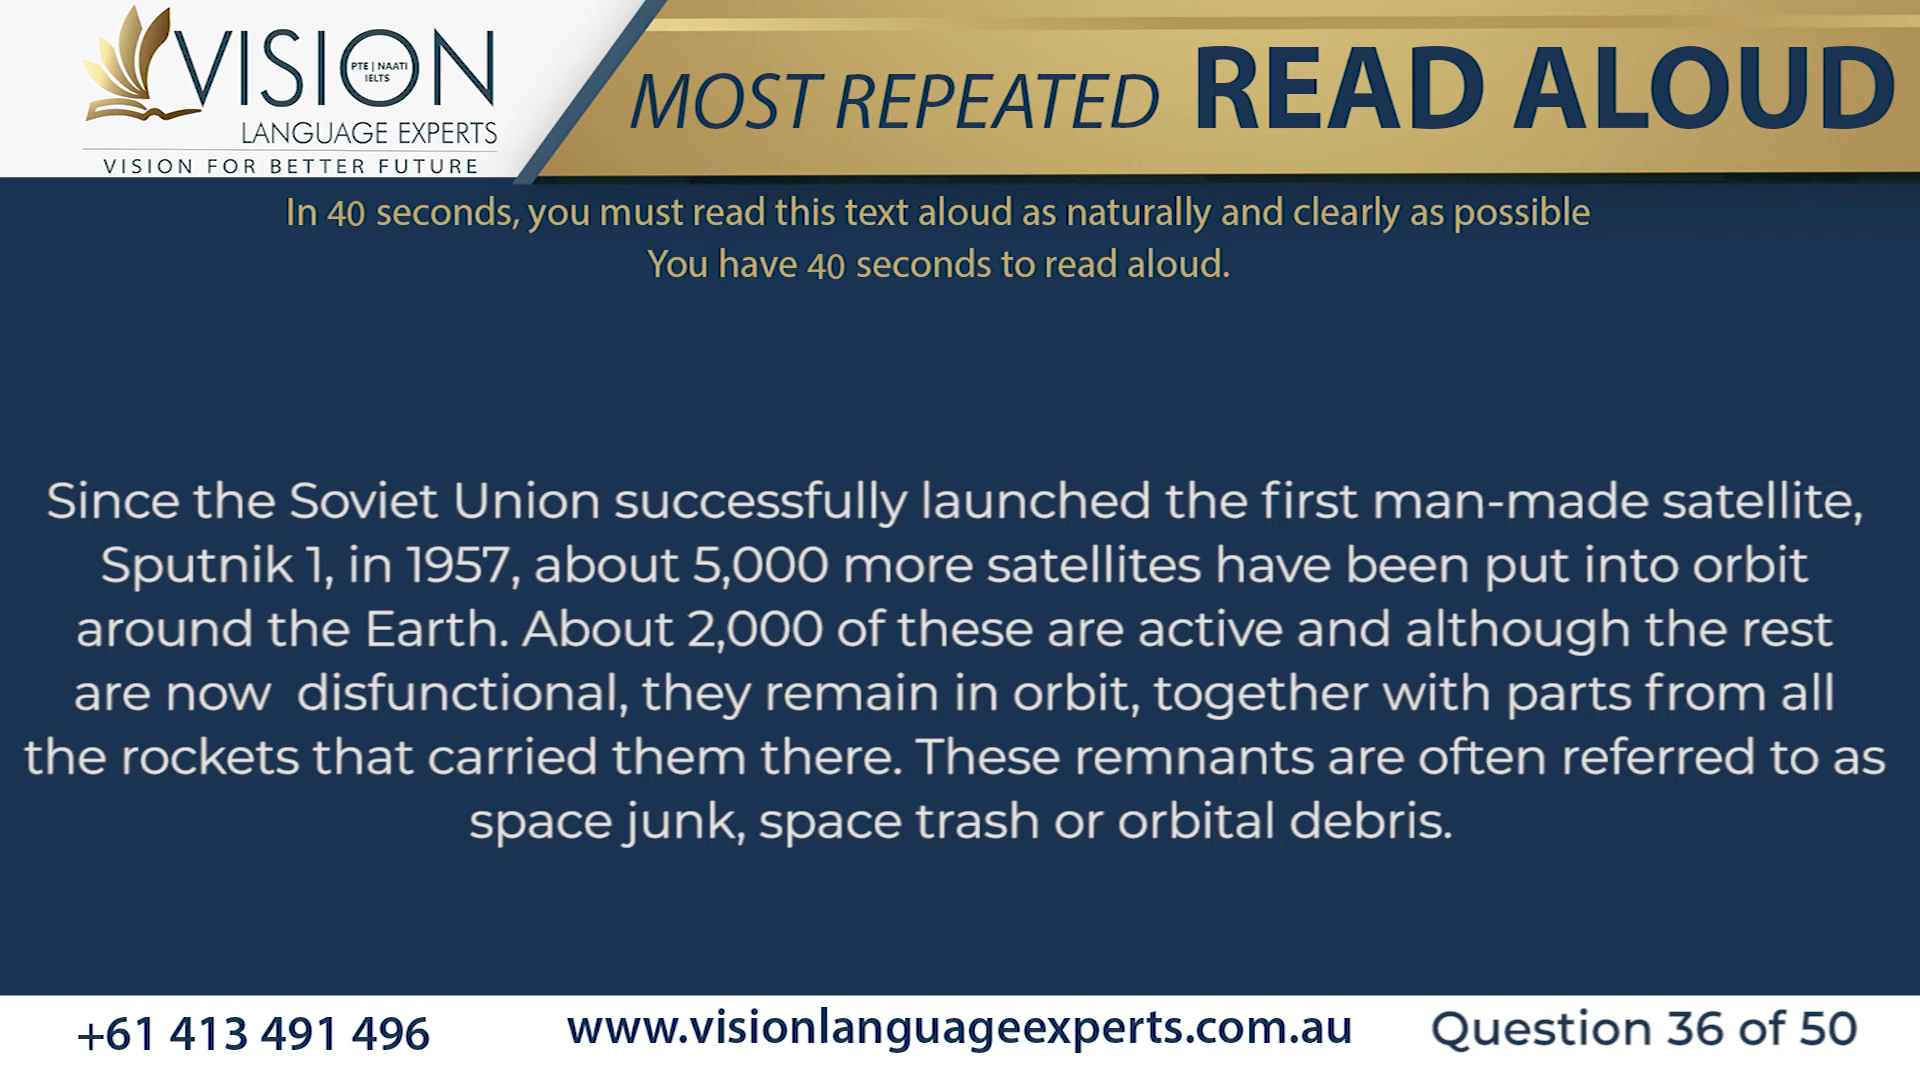 VISION
PTE | NAATI
IELTS
LANGUAGE EXPERTS
VISION FOR BETTER FUTURE
MOST REPEATED READ ALOUD
In 40 seconds, you must read this text aloud as naturally and clearly as possible
You have 40 seconds to read aloud.
Since the Soviet Union successfully launched the first man-made satellite,
Sputnik 1, in 1957, about 5,000 more satellites have been put into orbit
around the Earth. About 2,000 of these are active and although the rest
are now disfunctional, they remain in orbit, together with parts from all
the rockets that carried them there. These remnants are often referred to as
space junk, space trash or orbital debris.
+61 413 491 496
www.visionlanguageexperts.com.au
Question 36 of 50